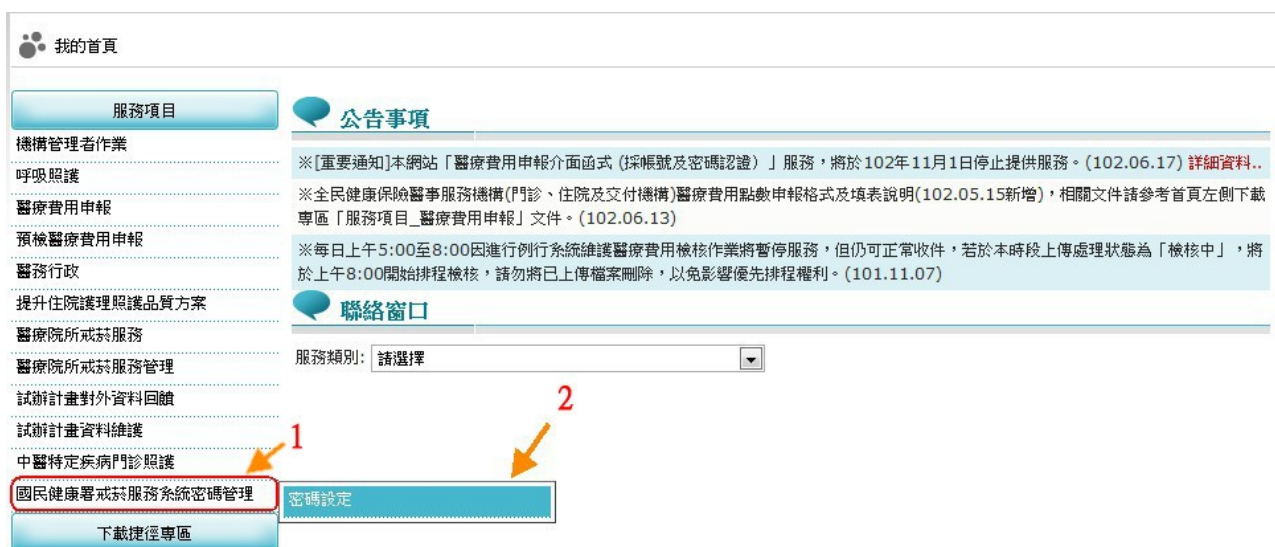 我的首頁
服務項目
機構管理者作業
呼吸照護
醫療費用申報
預檢醫療費用申報
醫務行政
提升住院護理照護品質方案
醫療院所戒菸服務
醫療院所戒菸服務管理
試辦計畫對外資料回饋
試辦計畫資料維護
中醫特定疾病門診照護
國民健康署戒菸服務系統密碼管理
下載捷徑專區
公告事項
※[重要通知]本網站「醫療費用申報介面函式 (採帳號及密碼認證) 」服務，將於102年11月1日停止提供服務。(102.06.17) 詳細資料..
※全民健康保險醫事服務機構(門診、住院及交付機構)醫療費用點數申報格式及填表說明(102.05.15新增)，相關文件請參考首頁左側下載
專區「服務項目_醫療費用申報」文件。(102.06.13)
※每日上午5:00至8:00因進行例行系統維護醫療費用檢核作業將暫停服務，但仍可正常收件，若於本時段上傳處理狀態為「檢核中」，將
於上午8:00開始排程檢核，請勿將已上傳檔案刪除，以免影響優先排程權利。(101.11.07)
聯絡窗口
服務類別: 請選擇
1
2
密碼設定